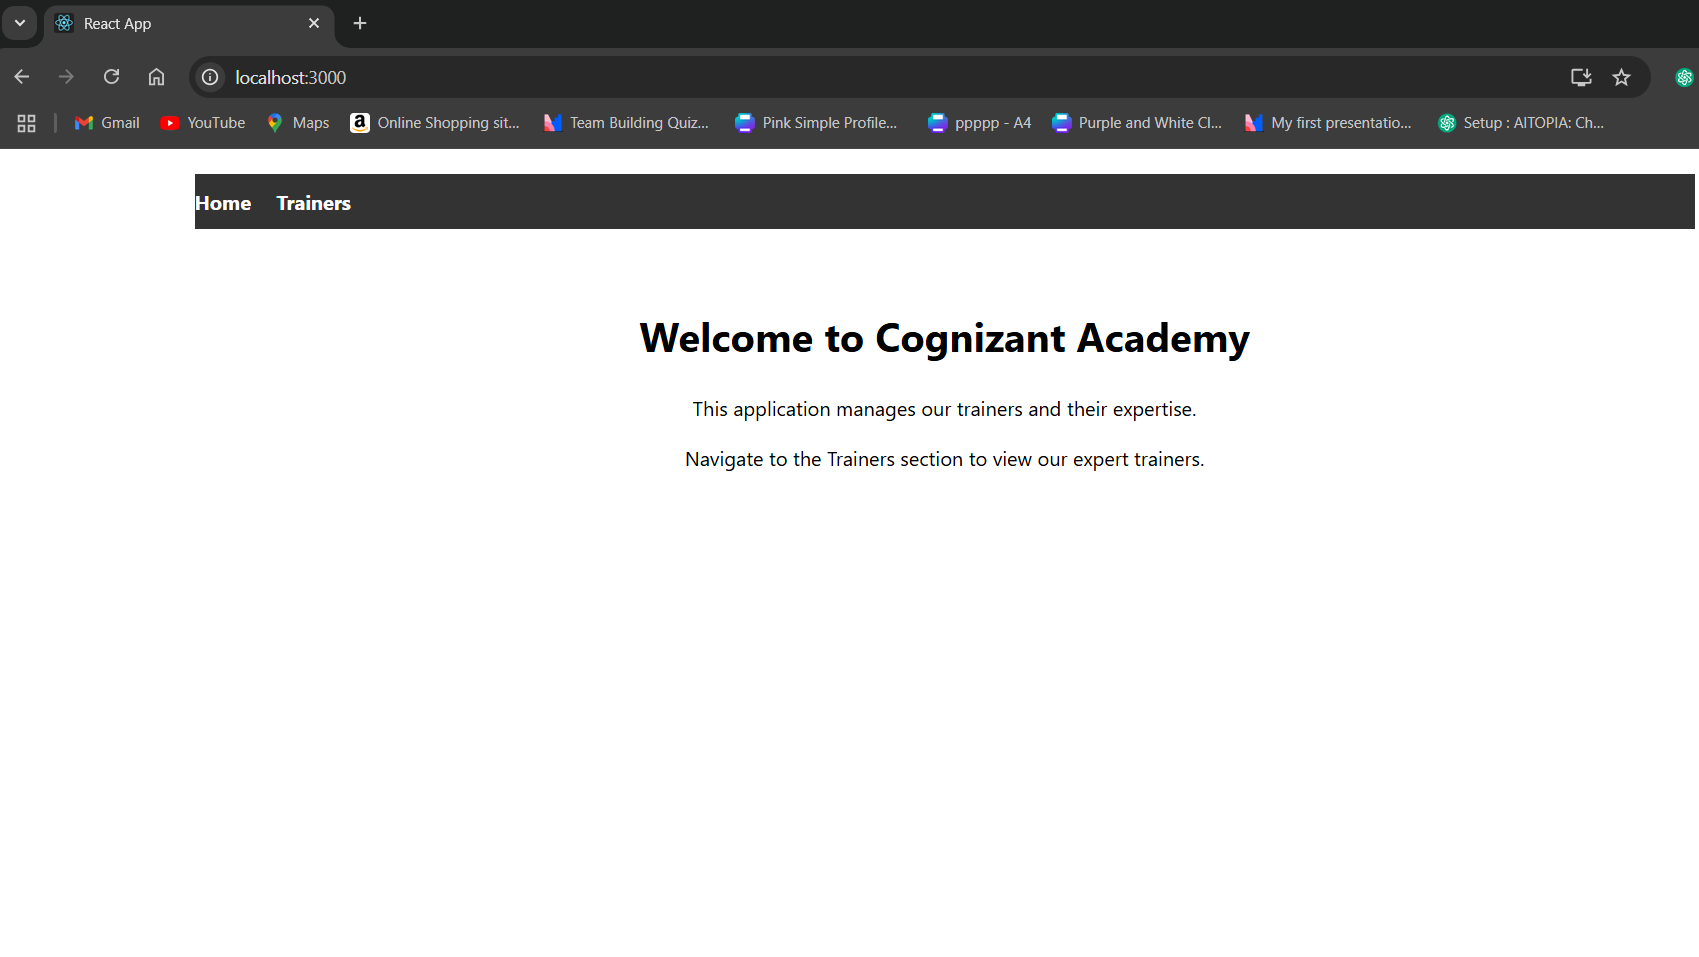 React App
localhost:3000
Gmail YouTube Maps Online Shopping sit... Team Building Quiz... Pink Simple Profile... ppppp - A4 Purple and White Cl... My first presentatio... Setup : AITOPIA: Ch...
Home Trainers
Welcome to Cognizant Academy
This application manages our trainers and their expertise.
Navigate to the Trainers section to view our expert trainers.